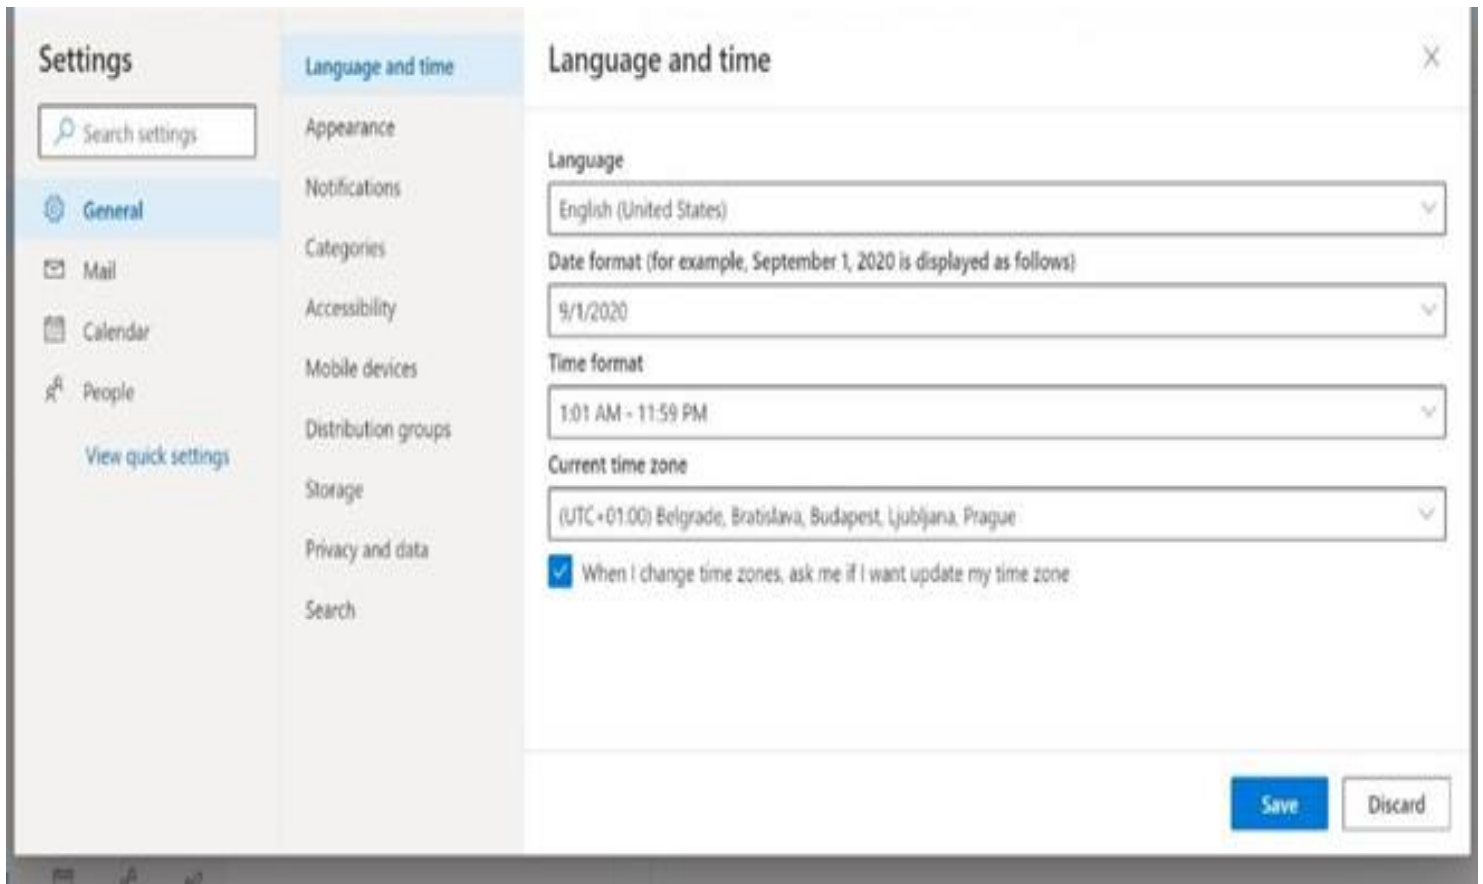 Settings
Search settings
General
Mail
Calendar
People
View quick settings
Language and time
Appearance
Notifications
Categories
Accessibility
Mobile devices
Distribution groups
Storage
Privacy and data
Search
Language and time
Language
English (United States)
Date format (for example, September 1, 2020 is displayed as follows)
9/1/2020
Time format
1:01 AM - 11:59 PM
Current time zone
(UTC+01:00) Belgrade, Bratislava, Budapest, Ljubljana, Prague
When I change time zones, ask me if I want update my time zone
Save
Discard